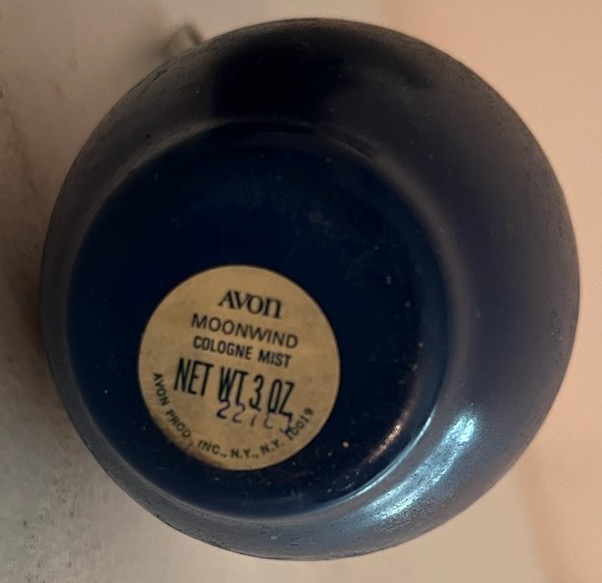 AVON
MOONWIND
COLOGNE MIST
NET WT. 3 OZ.
AVON PROD., INC., N.Y., N.Y. 10019